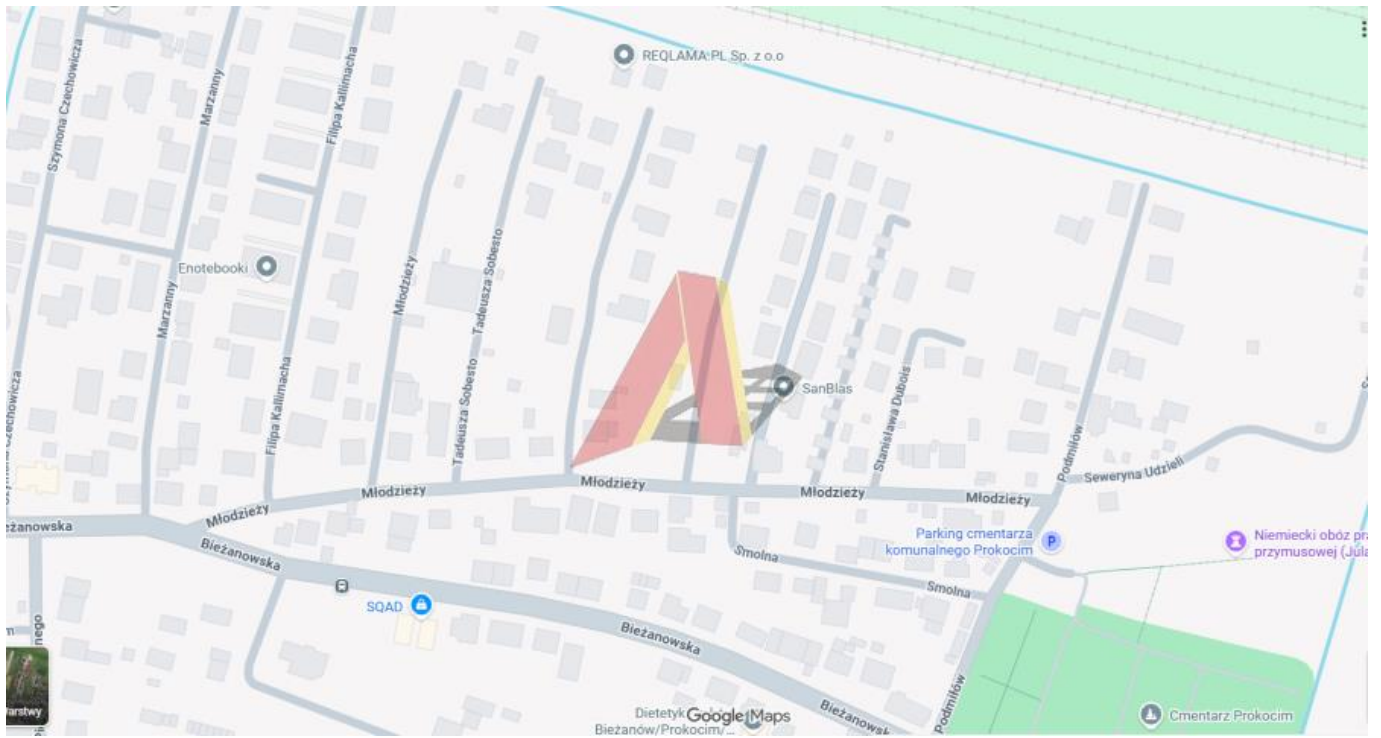 REQLAMA.PL Sp. z o.o
Szymona Czechowicza
Marzanny
Filipa Kallimacha
Enotebooki
Młodzieży
Tadeusza Sobesto
Marzanny
Filipa Kallimacha
Tadeusza Sobesto
SanBlas
Stanisława Dubois
Podmiłów
Seweryna Udzieli
Młodzieży
Młodzieży
Młodzieży
Młodzieży
Młodzieży
Bieżanowska
Parking cmentarza
komunalnego Prokocim
P
Niemiecki obóz pra
przymusowej (Jula
Smolna
Smolna
SQAD
Bieżanowska
Bieżanowska
Podmiłów
Dietetyk
Bieżanów/Prokocim/...
Google Maps
Cmentarz Prokocim
arstwy